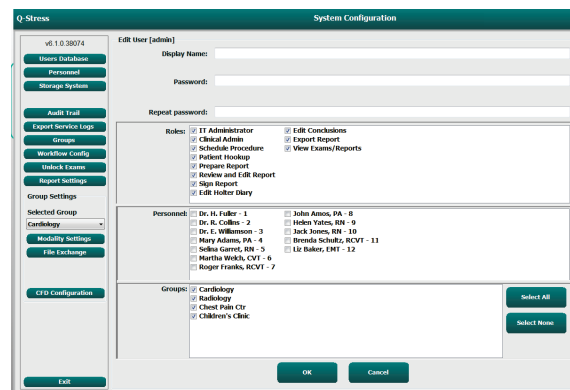 Q-Stress
System Configuration
v6.1.0.38074
Users Database
Personnel
Storage System
Audit Trail
Export Service Logs
Groups
Workflow Config
Unlock Exams
Report Settings
Group Settings
Selected Group
Cardiology
Modality Settings
File Exchange
CFD Configuration
Exit
Edit User [admin]
Display Name:
Password:
Repeat password:
Roles:
IT Administrator
Clinical Admin
Schedule Procedure
Patient Hookup
Prepare Report
Review and Edit Report
Sign Report
Edit Holter Diary
Edit Conclusions
Export Report
View Exams/Reports
Personnel:
Dr. H. Fuller - 1
Dr. R. Collins - 2
Dr. E. Williamson - 3
Mary Adams, PA - 4
Selina Garret, RN - 5
Martha Welch, CVT - 6
Roger Franks, RCVT - 7
John Amos, PA - 8
Helen Yates, RN - 9
Jack Jones, RN - 10
Brenda Schultz, RCVT - 11
Liz Baker, EMT - 12
Groups:
Cardiology
Radiology
Chest Pain Ctr
Children's Clinic
Select All
Select None
OK
Cancel